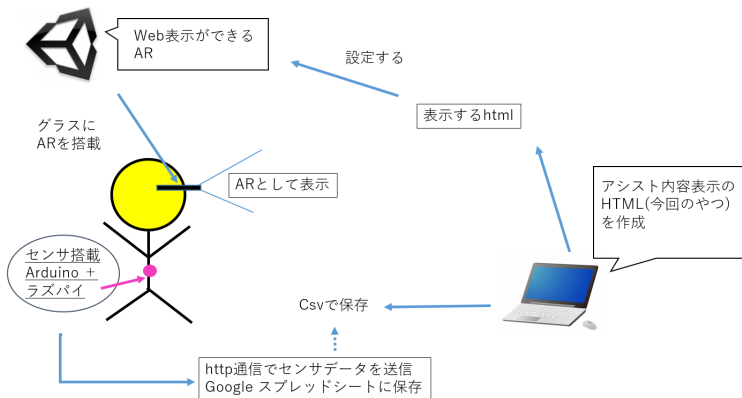 Web表示ができる
AR
設定する
表示するhtml
グラスに
ARを搭載
ARとして表示
アシスト内容表示の
HTML(今回のやつ)
を作成
センサ搭載
Arduino +
ラズパイ
Csvで保存
http通信でセンサデータを送信
Google スプレッドシートに保存